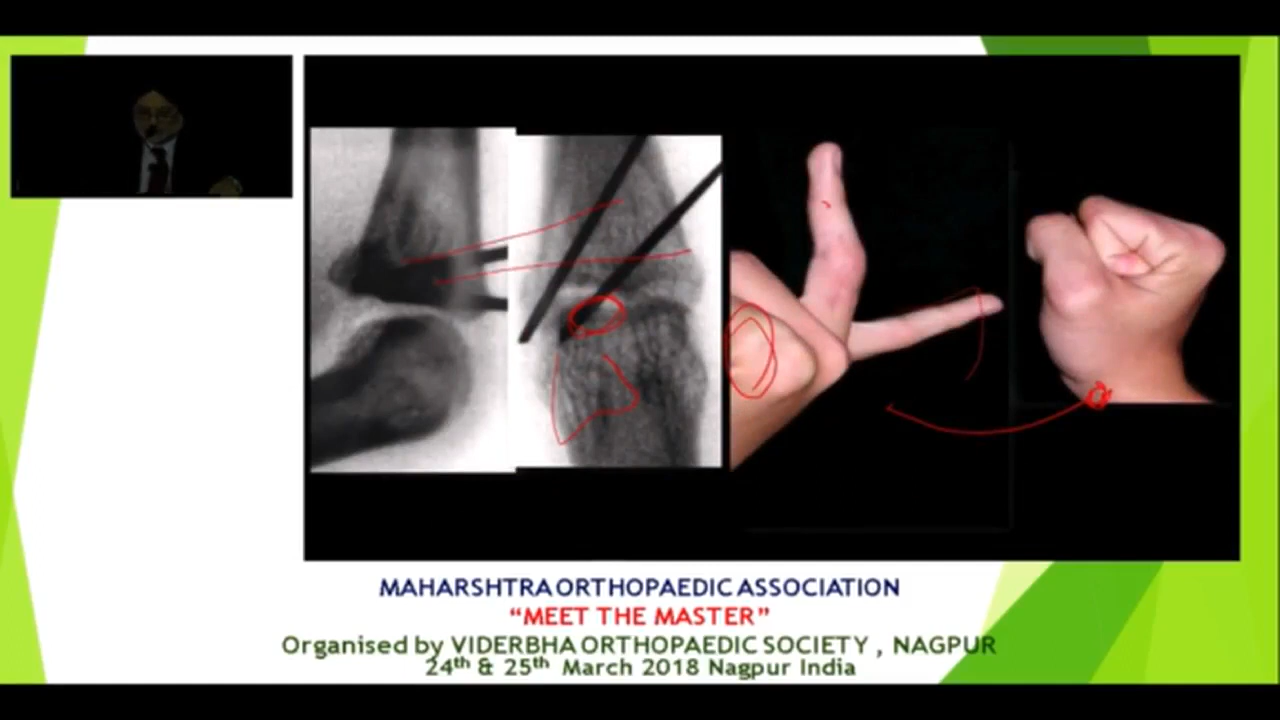 MAHARSHTRA ORTHOPAEDIC ASSOCIATION
“MEET THE MASTER”
Organised by VIDERBHA ORTHOPAEDIC SOCIETY , NAGPUR
24th & 25th March 2018 Nagpur India